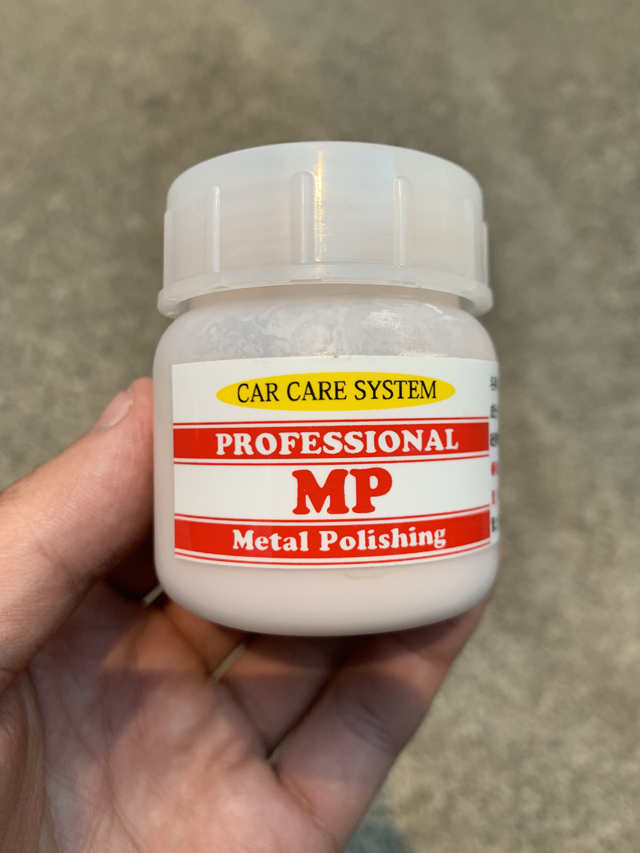 CAR CARE SYSTEM
PROFESSIONAL
MP
Metal Polishing